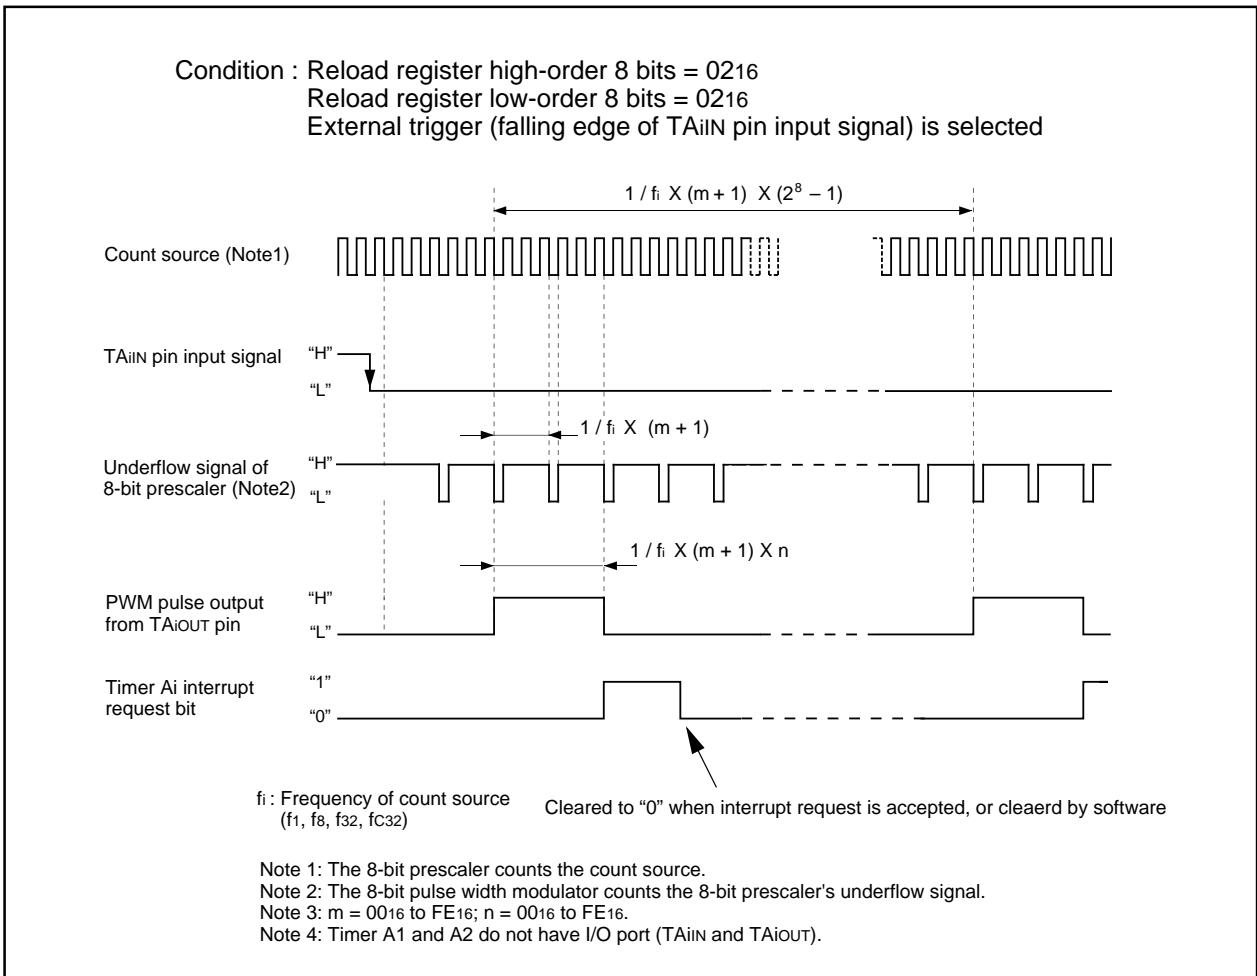 Condition : Reload register high-order 8 bits = 0216
Reload register low-order 8 bits = 0216
External trigger (falling edge of TAiIN pin input signal) is selected
1 / fi X (m + 1) X (2⁸ – 1)
Count source (Note1)
TAiIN pin input signal
“H”
“L”
1 / fi X (m + 1)
Underflow signal of
8-bit prescaler (Note2)
“H”
“L”
1 / fi X (m + 1) X n
PWM pulse output
from TAiOUT pin
“H”
“L”
Timer Ai interrupt
request bit
“1”
“0”
fi : Frequency of count source
(f1, f8, f32, fC32)
Cleared to “0” when interrupt request is accepted, or cleaerd by software
Note 1: The 8-bit prescaler counts the count source.
Note 2: The 8-bit pulse width modulator counts the 8-bit prescaler's underflow signal.
Note 3: m = 0016 to FE16; n = 0016 to FE16.
Note 4: Timer A1 and A2 do not have I/O port (TAiIN and TAiOUT).